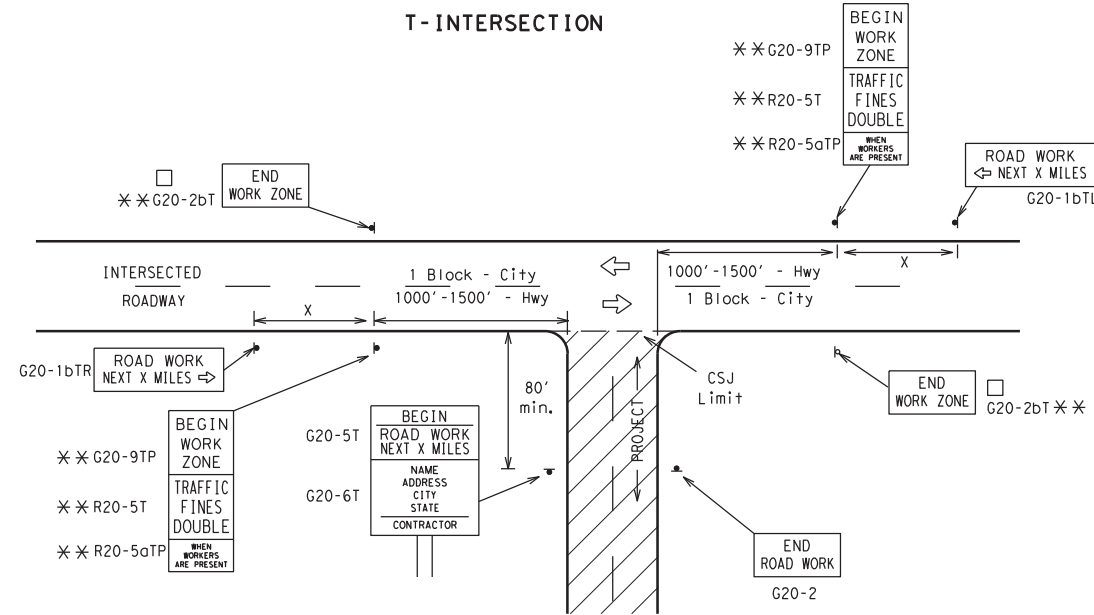 T-INTERSECTION
**G20-9TP
**R20-5T
**R20-5aTP
BEGIN
WORK
ZONE
TRAFFIC
FINES
DOUBLE
WHEN
WORKERS
ARE PRESENT
ROAD WORK
⇦ NEXT X MILES
G20-1bTL
□
**G20-2bT
END
WORK ZONE
INTERSECTED
ROADWAY
X
1 Block - City
1000'-1500' - Hwy
⇦
⇨
1000'-1500' - Hwy
1 Block - City
X
G20-1bTR
ROAD WORK
NEXT X MILES ⇨
80'
min.
CSJ
Limit
PROJECT
END
WORK ZONE
□
G20-2bT **
**G20-9TP
**R20-5T
**R20-5aTP
BEGIN
WORK
ZONE
TRAFFIC
FINES
DOUBLE
WHEN
WORKERS
ARE PRESENT
G20-5T
G20-6T
BEGIN
ROAD WORK
NEXT X MILES
NAME
ADDRESS
CITY
STATE
CONTRACTOR
END
ROAD WORK
G20-2